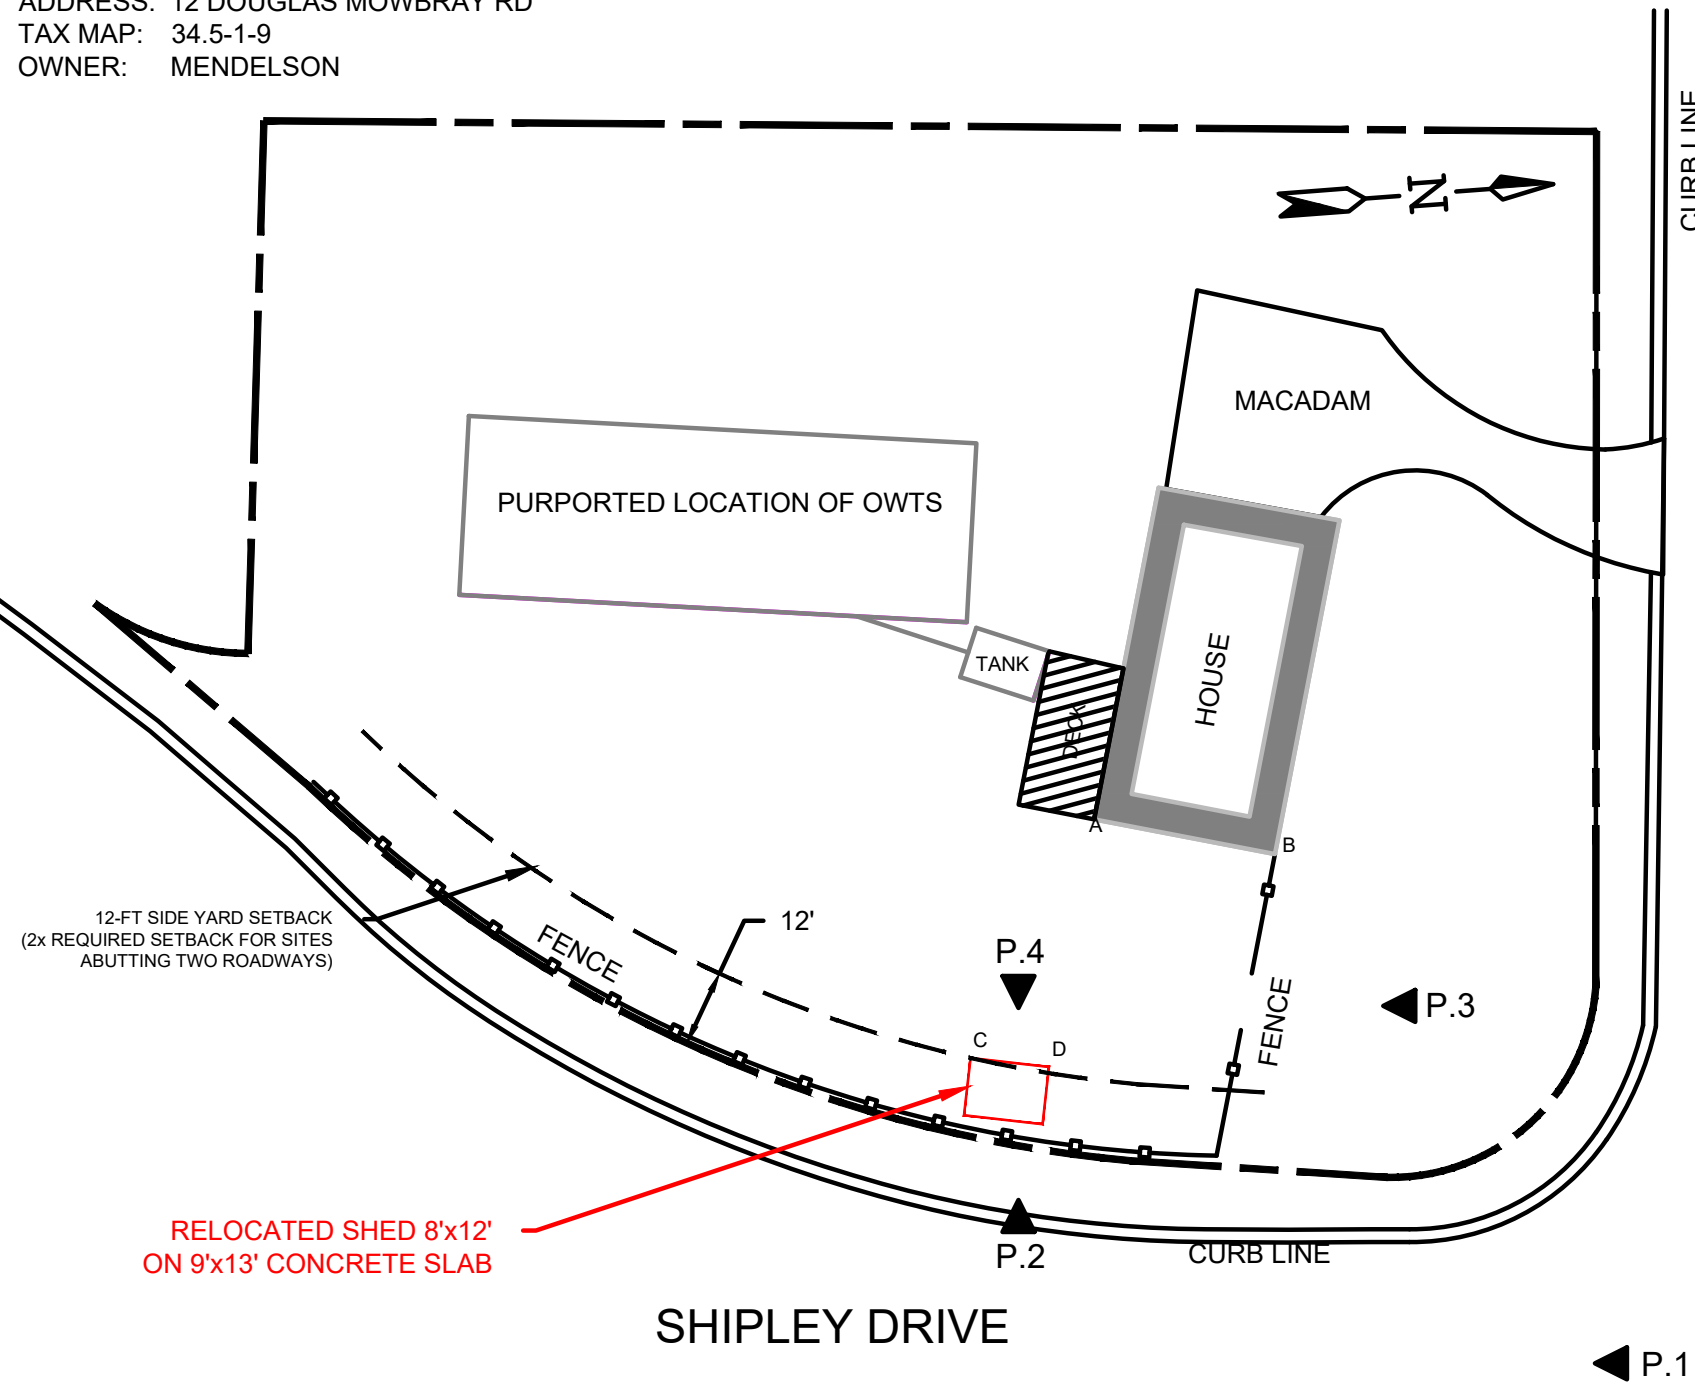 ADDRESS: 12 DOUGLAS MOWBRAY RD
TAX MAP: 34.5-1-9
OWNER: MENDELSON
CURB LINE
N
MACADAM
PURPORTED LOCATION OF OWTS
TANK
DECK
HOUSE
A
B
12-FT SIDE YARD SETBACK
(2x REQUIRED SETBACK FOR SITES
ABUTTING TWO ROADWAYS)
FENCE
12'
P.4
P.3
FENCE
C
D
RELOCATED SHED 8'x12'
ON 9'x13' CONCRETE SLAB
P.2
CURB LINE
SHIPLEY DRIVE
P.1